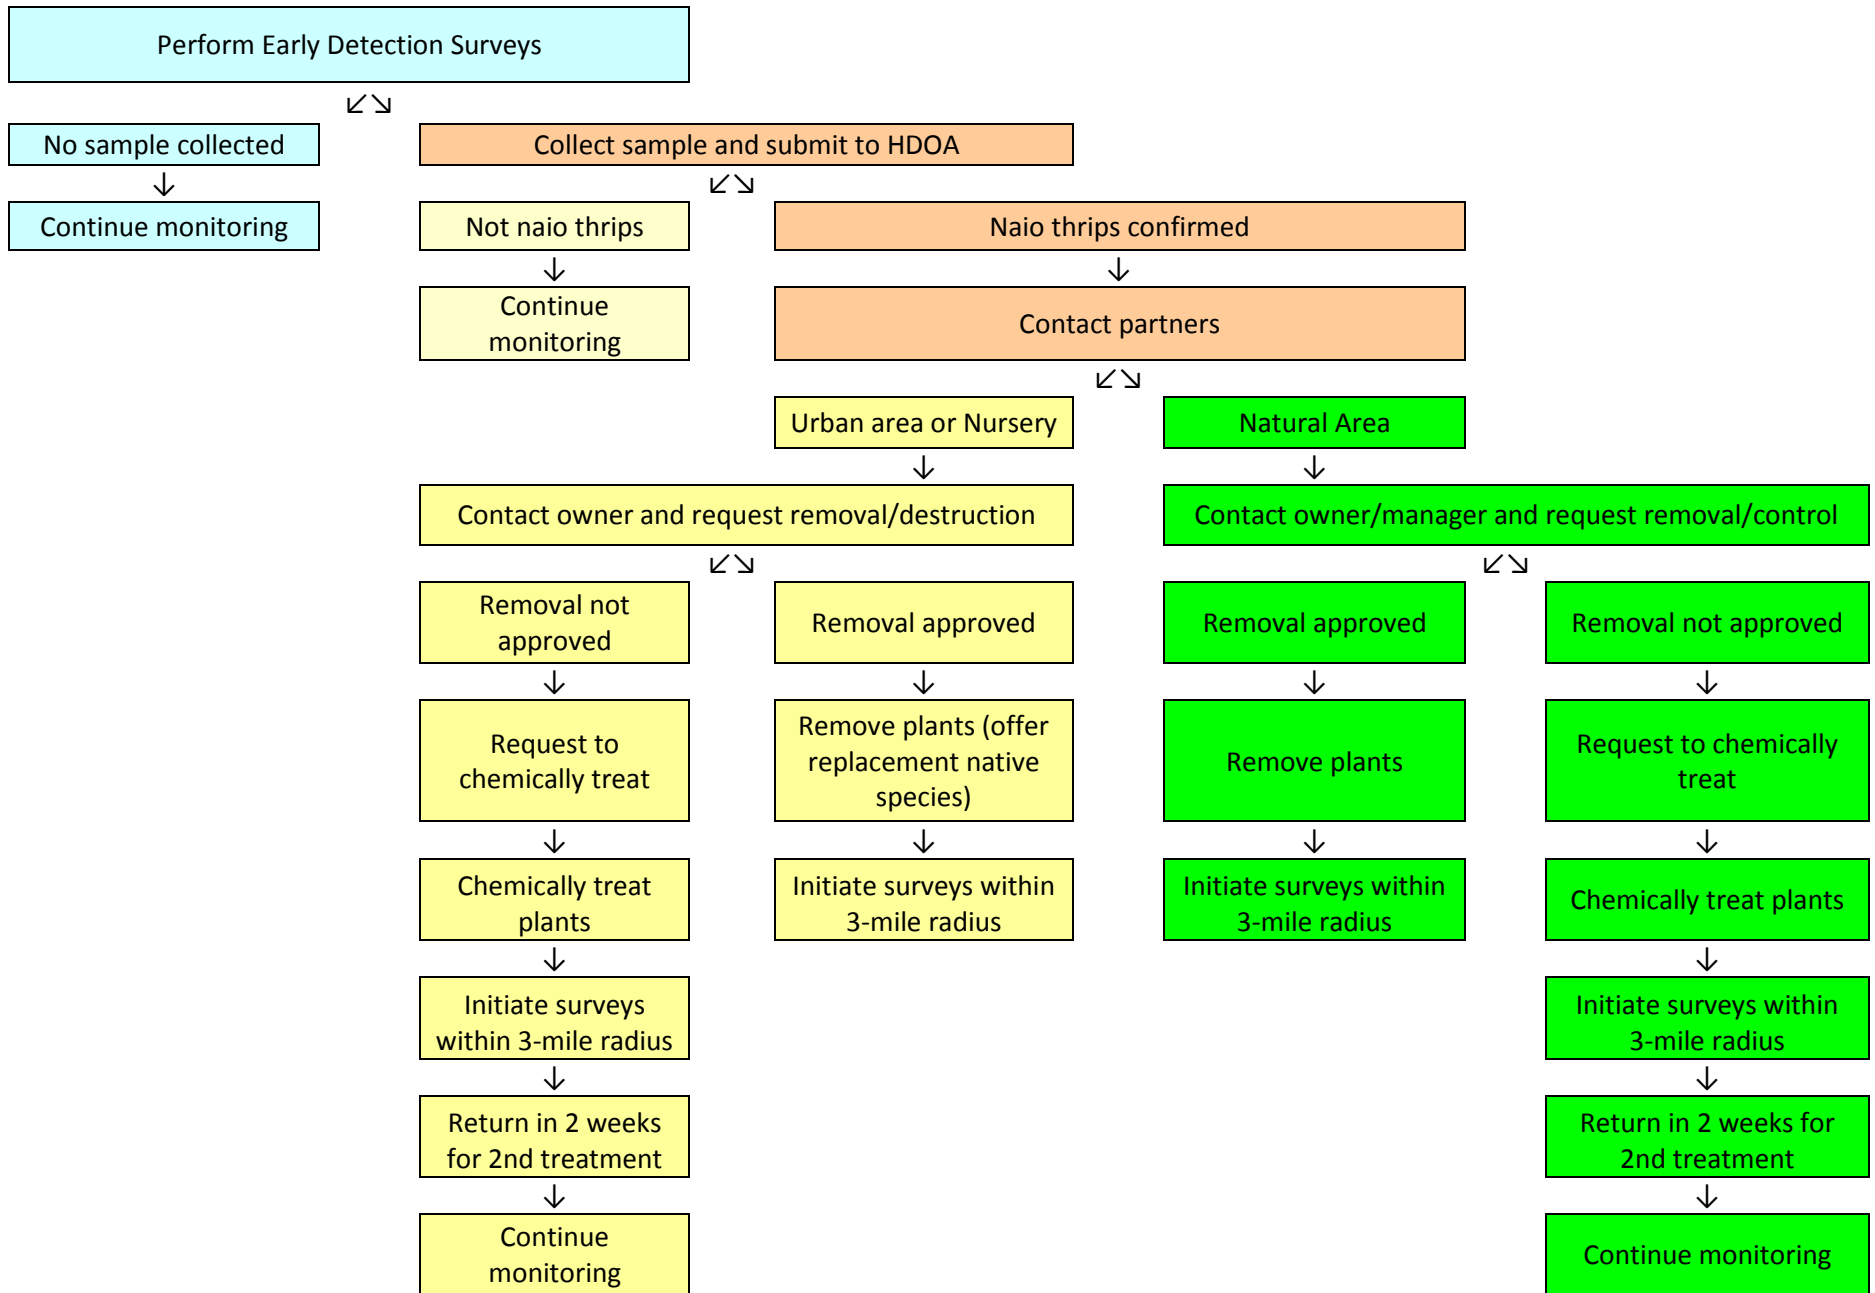 Perform Early Detection Surveys
↙↘
No sample collected
Collect sample and submit to HDOA
↓
↙↘
Continue monitoring
Not naio thrips
Naio thrips confirmed
↓
↓
Continue
monitoring
Contact partners
↙↘
Urban area or Nursery
Natural Area
↓
↓
Contact owner and request removal/destruction
Contact owner/manager and request removal/control
↙↘
↙↘
Removal not
approved
Removal approved
Removal approved
Removal not approved
↓
↓
↓
↓
Request to
chemically treat
Remove plants (offer
replacement native
species)
Remove plants
Request to chemically
treat
↓
↓
↓
↓
Chemically treat
plants
Initiate surveys within
3-mile radius
Initiate surveys within
3-mile radius
Chemically treat plants
↓
↓
Initiate surveys
within 3-mile radius
Initiate surveys within
3-mile radius
↓
↓
Return in 2 weeks
for 2nd treatment
Return in 2 weeks for
2nd treatment
↓
↓
Continue
monitoring
Continue monitoring